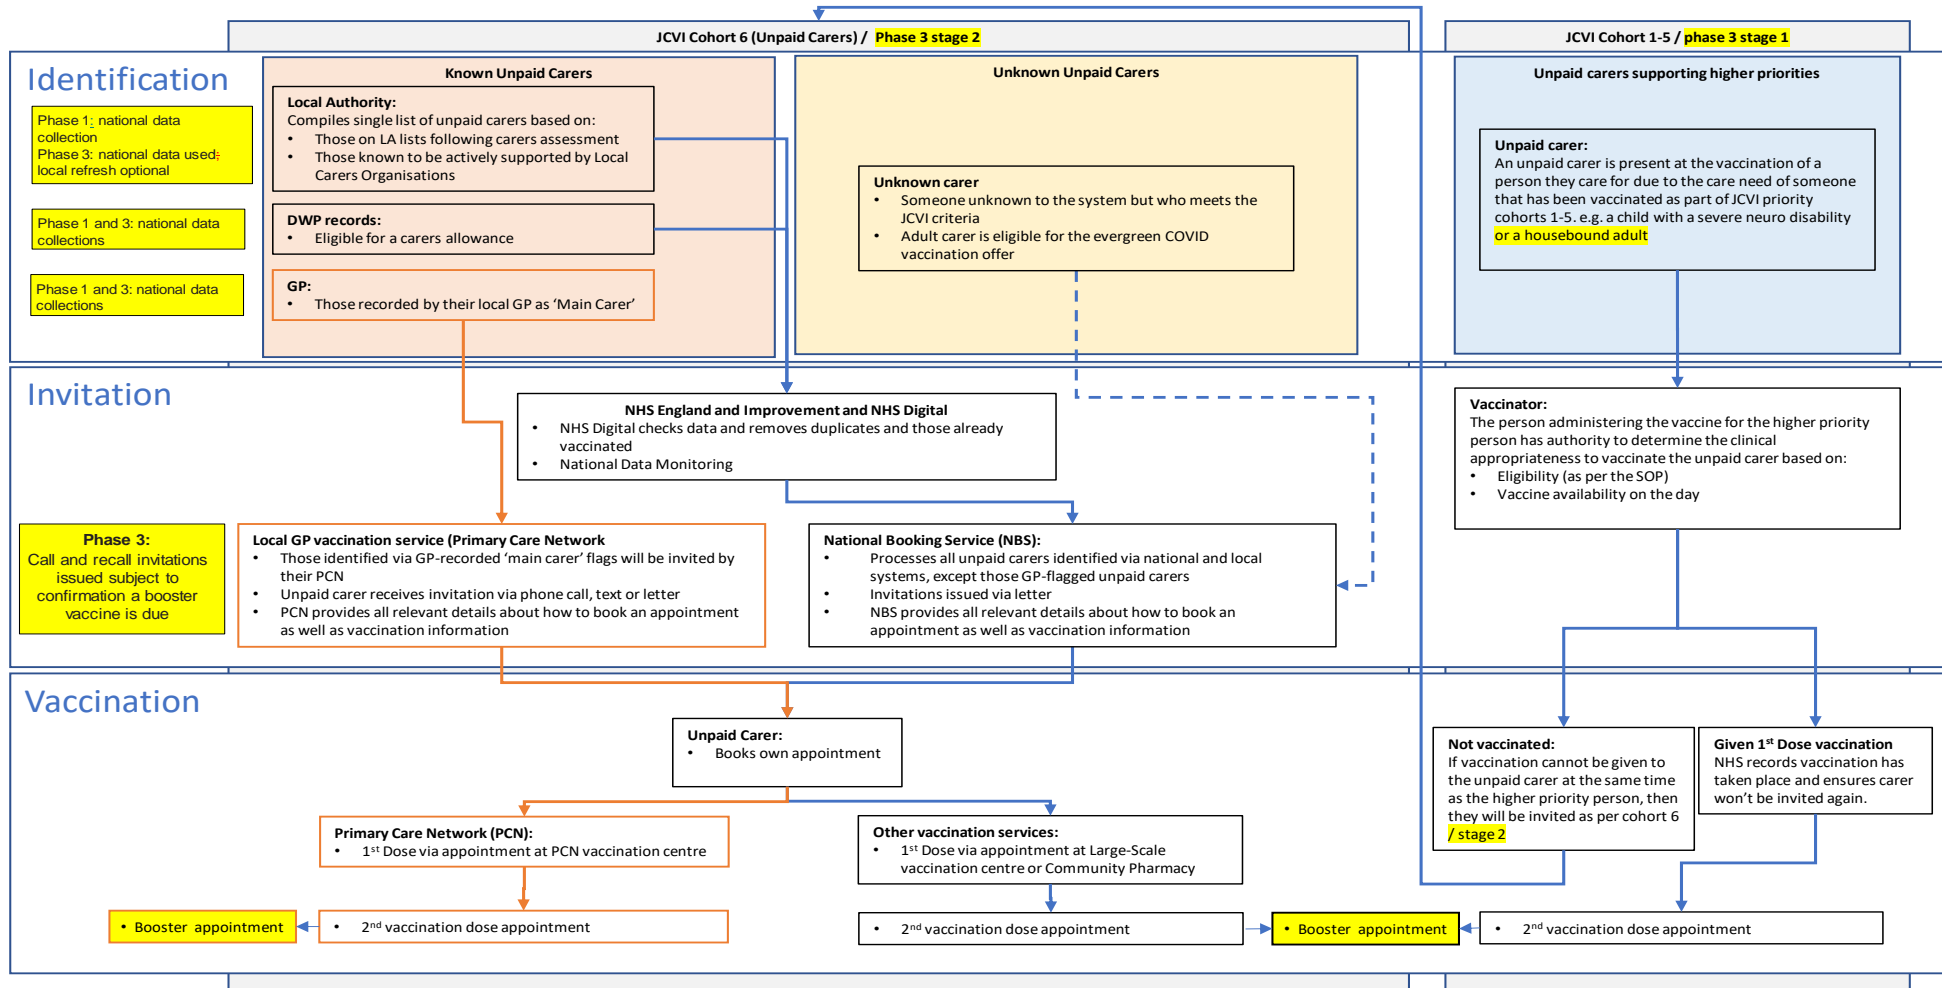 JCVI Cohort 6 (Unpaid Carers) / Phase 3 stage 2
JCVI Cohort 1-5 / phase 3 stage 1
Identification
Phase 1: national data
collection
Phase 3: national data used;
local refresh optional
Phase 1 and 3: national data
collections
Phase 1 and 3: national data
collections
Known Unpaid Carers
Local Authority:
Compiles single list of unpaid carers based on:
• Those on LA lists following carers assessment
• Those known to be actively supported by Local
Carers Organisations
DWP records:
• Eligible for a carers allowance
GP:
• Those recorded by their local GP as ‘Main Carer’
Unknown Unpaid Carers
Unknown carer
• Someone unknown to the system but who meets the
JCVI criteria
• Adult carer is eligible for the evergreen COVID
vaccination offer
Unpaid carers supporting higher priorities
Unpaid carer:
An unpaid carer is present at the vaccination of a
person they care for due to the care need of someone
that has been vaccinated as part of JCVI priority
cohorts 1-5. e.g. a child with a severe neuro disability
or a housebound adult
Invitation
NHS England and Improvement and NHS Digital
• NHS Digital checks data and removes duplicates and those already
vaccinated
• National Data Monitoring
Vaccinator:
The person administering the vaccine for the higher priority
person has authority to determine the clinical
appropriateness to vaccinate the unpaid carer based on:
• Eligibility (as per the SOP)
• Vaccine availability on the day
Phase 3:
Call and recall invitations
issued subject to
confirmation a booster
vaccine is due
Local GP vaccination service (Primary Care Network
• Those identified via GP-recorded ‘main carer’ flags will be invited by
their PCN
• Unpaid carer receives invitation via phone call, text or letter
• PCN provides all relevant details about how to book an appointment
as well as vaccination information
National Booking Service (NBS):
• Processes all unpaid carers identified via national and local
systems, except those GP-flagged unpaid carers
• Invitations issued via letter
• NBS provides all relevant details about how to book an
appointment as well as vaccination information
Vaccination
Unpaid Carer:
• Books own appointment
Primary Care Network (PCN):
• 1st Dose via appointment at PCN vaccination centre
Other vaccination services:
• 1st Dose via appointment at Large-Scale
vaccination centre or Community Pharmacy
Not vaccinated:
If vaccination cannot be given to
the unpaid carer at the same time
as the higher priority person, then
they will be invited as per cohort 6
/ stage 2
Given 1st Dose vaccination
NHS records vaccination has
taken place and ensures carer
won’t be invited again.
• Booster appointment
• 2nd vaccination dose appointment
• 2nd vaccination dose appointment
• Booster appointment
• 2nd vaccination dose appointment